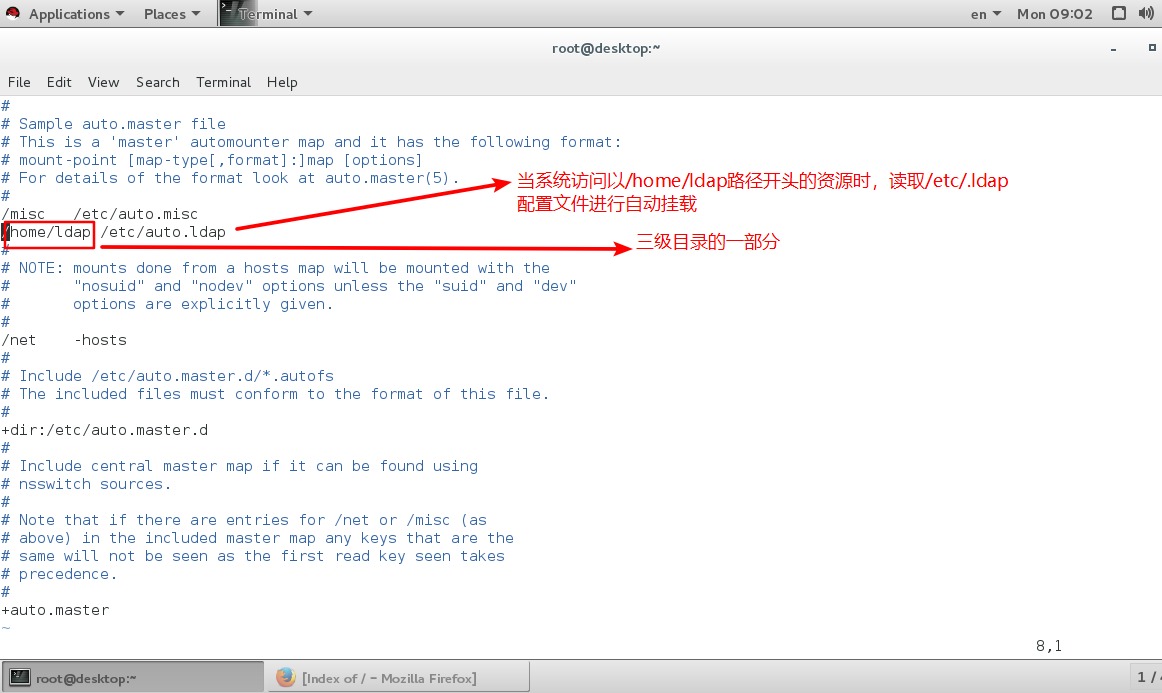 Applications Places Terminal en Mon 09:02
root@desktop:~
File Edit View Search Terminal Help
#
# Sample auto.master file
# This is a 'master' automounter map and it has the following format:
# mount-point [map-type[,format]:]map [options]
# For details of the format look at auto.master(5).
#
/misc /etc/auto.misc
/home/ldap /etc/auto.ldap
当系统访问以/home/ldap路径开头的资源时，读取/etc/.ldap
配置文件进行自动挂载
三级目录的一部分
#
# NOTE: mounts done from a hosts map will be mounted with the
# "nosuid" and "nodev" options unless the "suid" and "dev"
# options are explicitly given.
#
/net -hosts
#
# Include /etc/auto.master.d/*.autofs
# The included files must conform to the format of this file.
#
+dir:/etc/auto.master.d
#
# Include central master map if it can be found using
# nsswitch sources.
#
# Note that if there are entries for /net or /misc (as
# above) in the included master map any keys that are the
# same will not be seen as the first read key seen takes
# precedence.
#
+auto.master
~
8,1
root@desktop:~ [Index of / - Mozilla Firefox] 1 /